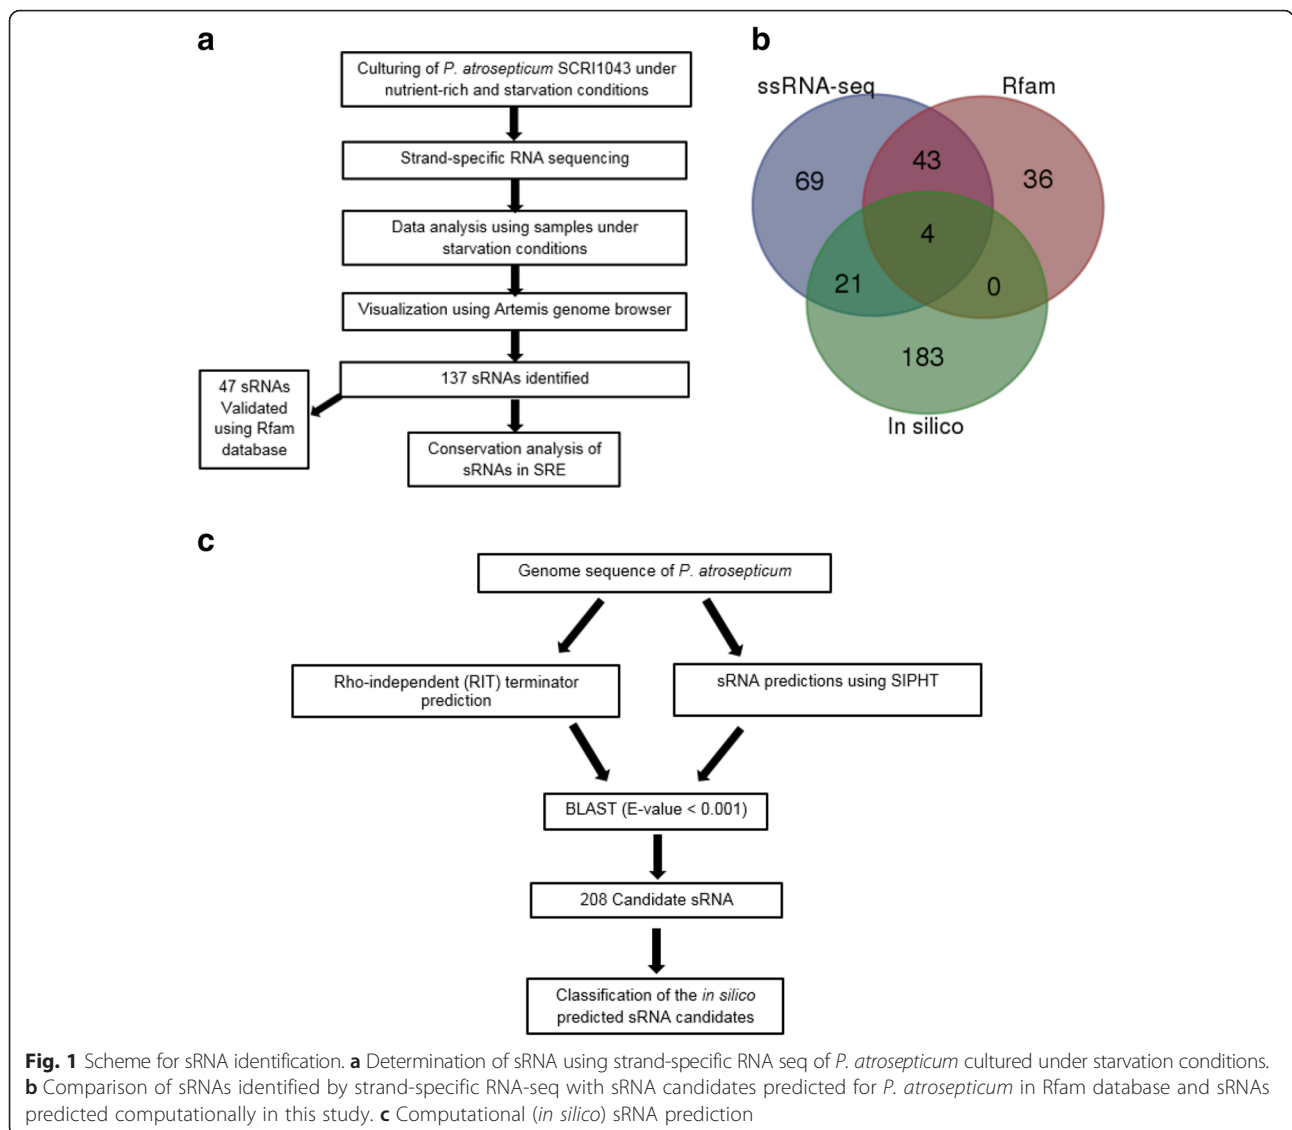 a
Culturing of P. atrosepticum SCRI1043 under
nutrient-rich and starvation conditions
Strand-specific RNA sequencing
Data analysis using samples under
starvation conditions
Visualization using Artemis genome browser
137 sRNAs identified
47 sRNAs
Validated
using Rfam
database
Conservation analysis of
sRNAs in SRE
b
ssRNA-seq
Rfam
69
43
36
4
21
0
183
In silico
c
Genome sequence of P. atrosepticum
Rho-independent (RIT) terminator
prediction
sRNA predictions using SIPHT
BLAST (E-value < 0.001)
208 Candidate sRNA
Classification of the in silico
predicted sRNA candidates
Fig. 1 Scheme for sRNA identification. a Determination of sRNA using strand-specific RNA seq of P. atrosepticum cultured under starvation conditions.
b Comparison of sRNAs identified by strand-specific RNA-seq with sRNA candidates predicted for P. atrosepticum in Rfam database and sRNAs
predicted computationally in this study. c Computational (in silico) sRNA prediction